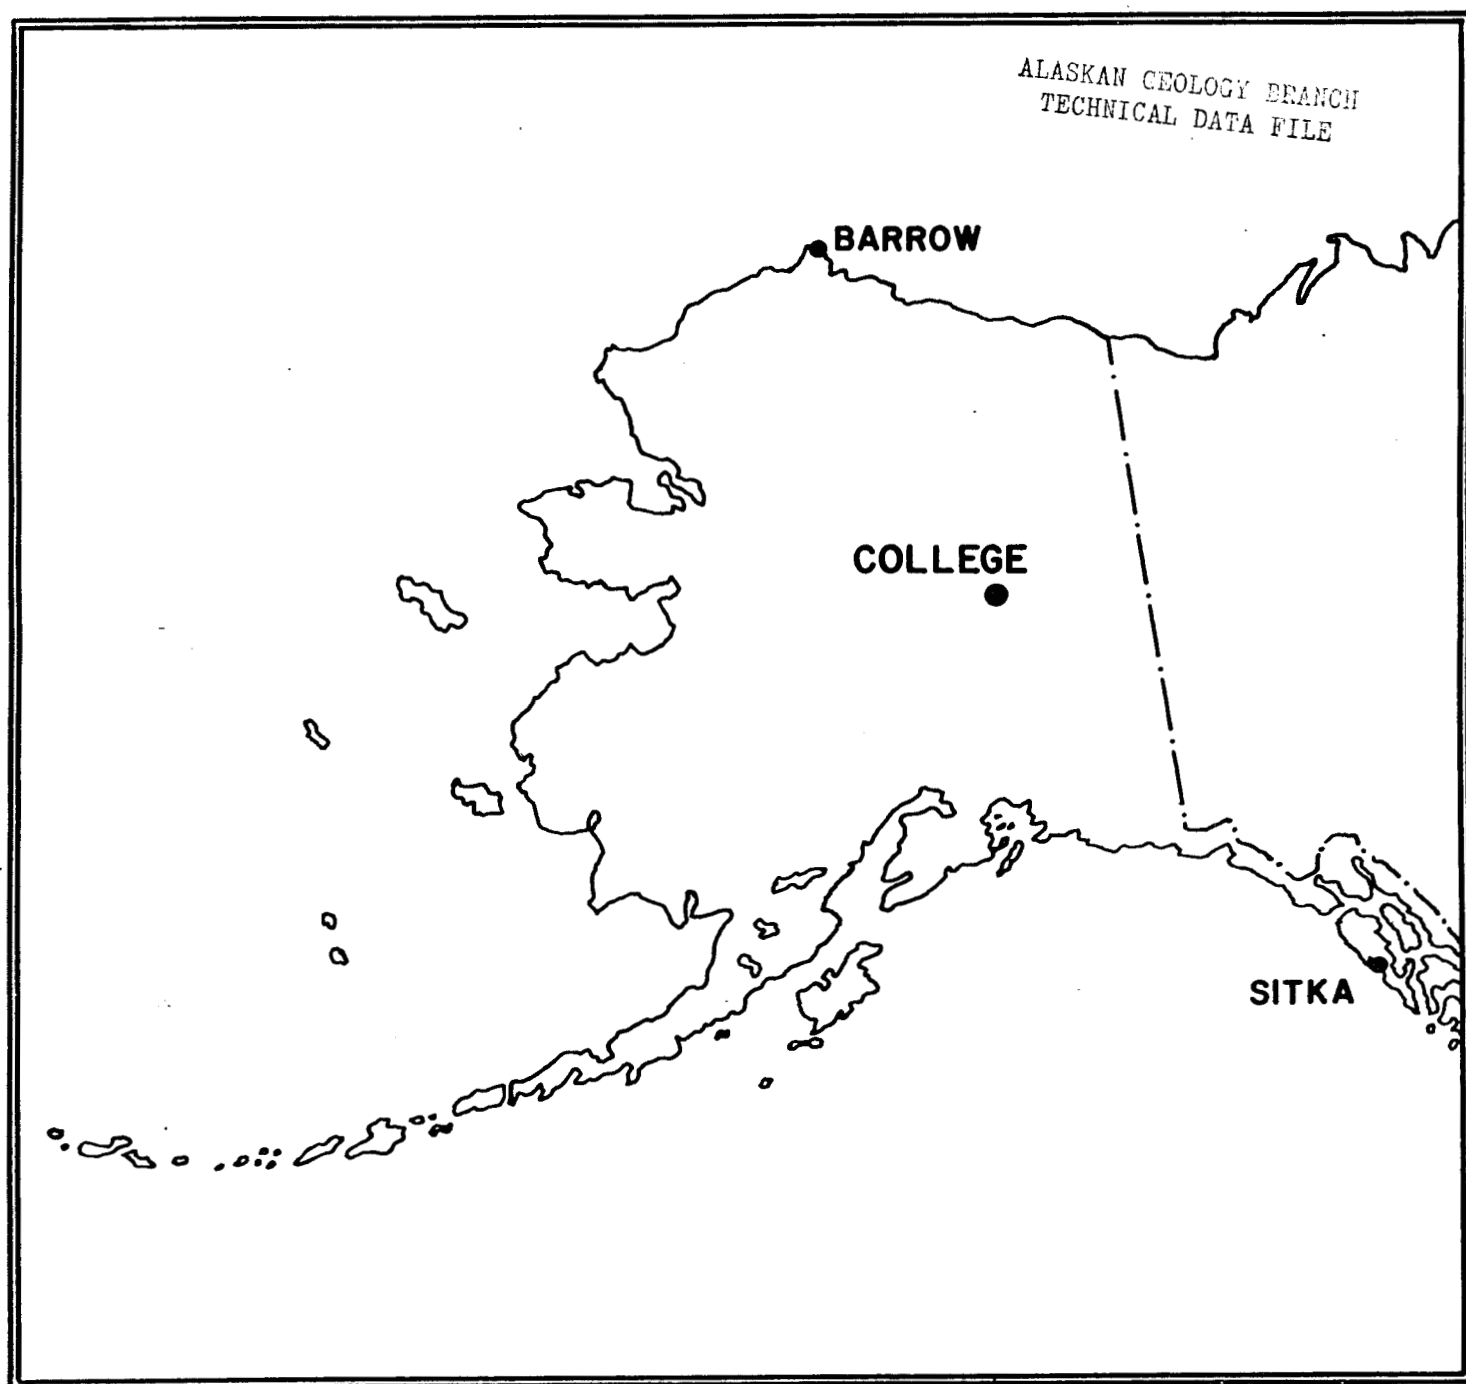 ALASKAN GEOLOGY BRANCH
TECHNICAL DATA FILE
BARROW
COLLEGE
SITKA